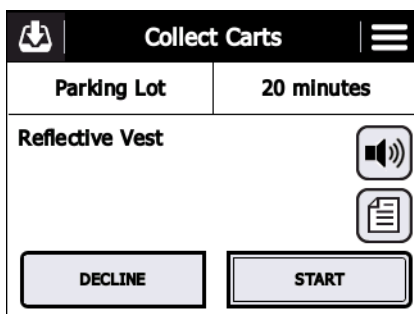 Collect Carts
Parking Lot 20 minutes
Reflective Vest
DECLINE START